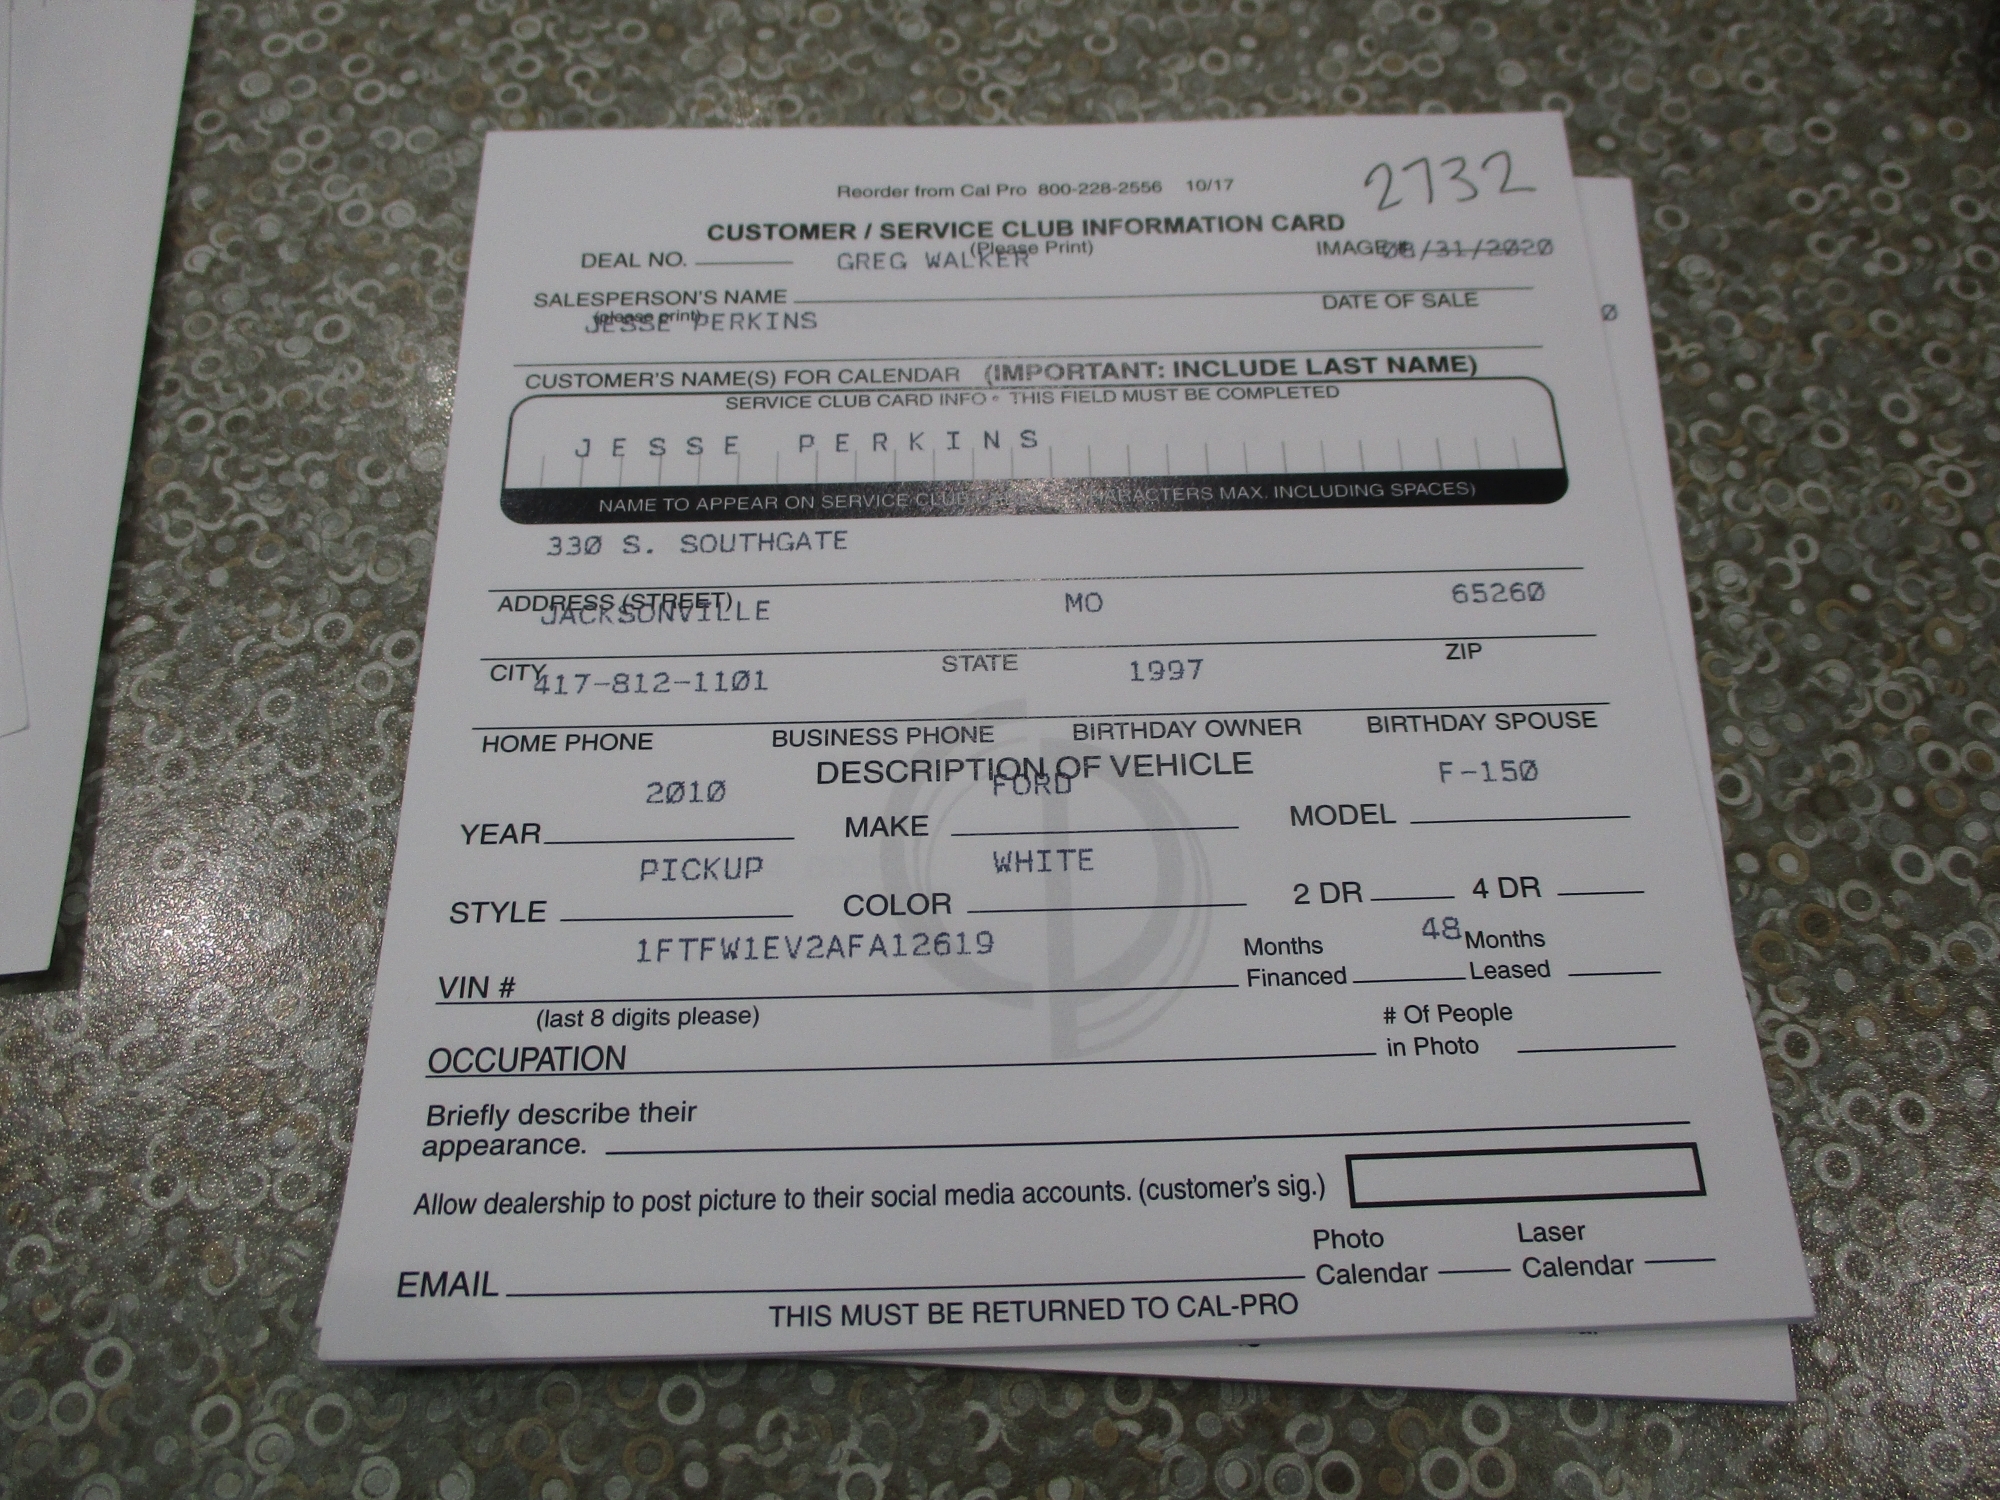 2732
Reorder from Cal Pro 800-228-2556 10/17
CUSTOMER / SERVICE CLUB INFORMATION CARD
(Please Print)
DEAL NO. GREG WALKER IMAGE# 08/31/2020
SALESPERSON'S NAME DATE OF SALE
(please print)
JESSE PERKINS
CUSTOMER'S NAME(S) FOR CALENDAR (IMPORTANT: INCLUDE LAST NAME)
SERVICE CLUB CARD INFO • THIS FIELD MUST BE COMPLETED
JESSE PERKINS
NAME TO APPEAR ON SERVICE CLUB CHARACTERS MAX. INCLUDING SPACES)
330 S. SOUTHGATE
ADDRESS (STREET)
JACKSONVILLE MO 65260
CITY STATE ZIP
417-812-1101 1997
HOME PHONE BUSINESS PHONE BIRTHDAY OWNER BIRTHDAY SPOUSE
DESCRIPTION OF VEHICLE
2010 FORD F-150
YEAR MAKE MODEL
PICKUP WHITE
STYLE COLOR 2 DR 4 DR
1FTFW1EV2AFA12619 48
VIN # Months Financed Months Leased
(last 8 digits please)
OCCUPATION # Of People in Photo
Briefly describe their
appearance.
Allow dealership to post picture to their social media accounts. (customer's sig.)
EMAIL Photo Calendar Laser Calendar
THIS MUST BE RETURNED TO CAL-PRO